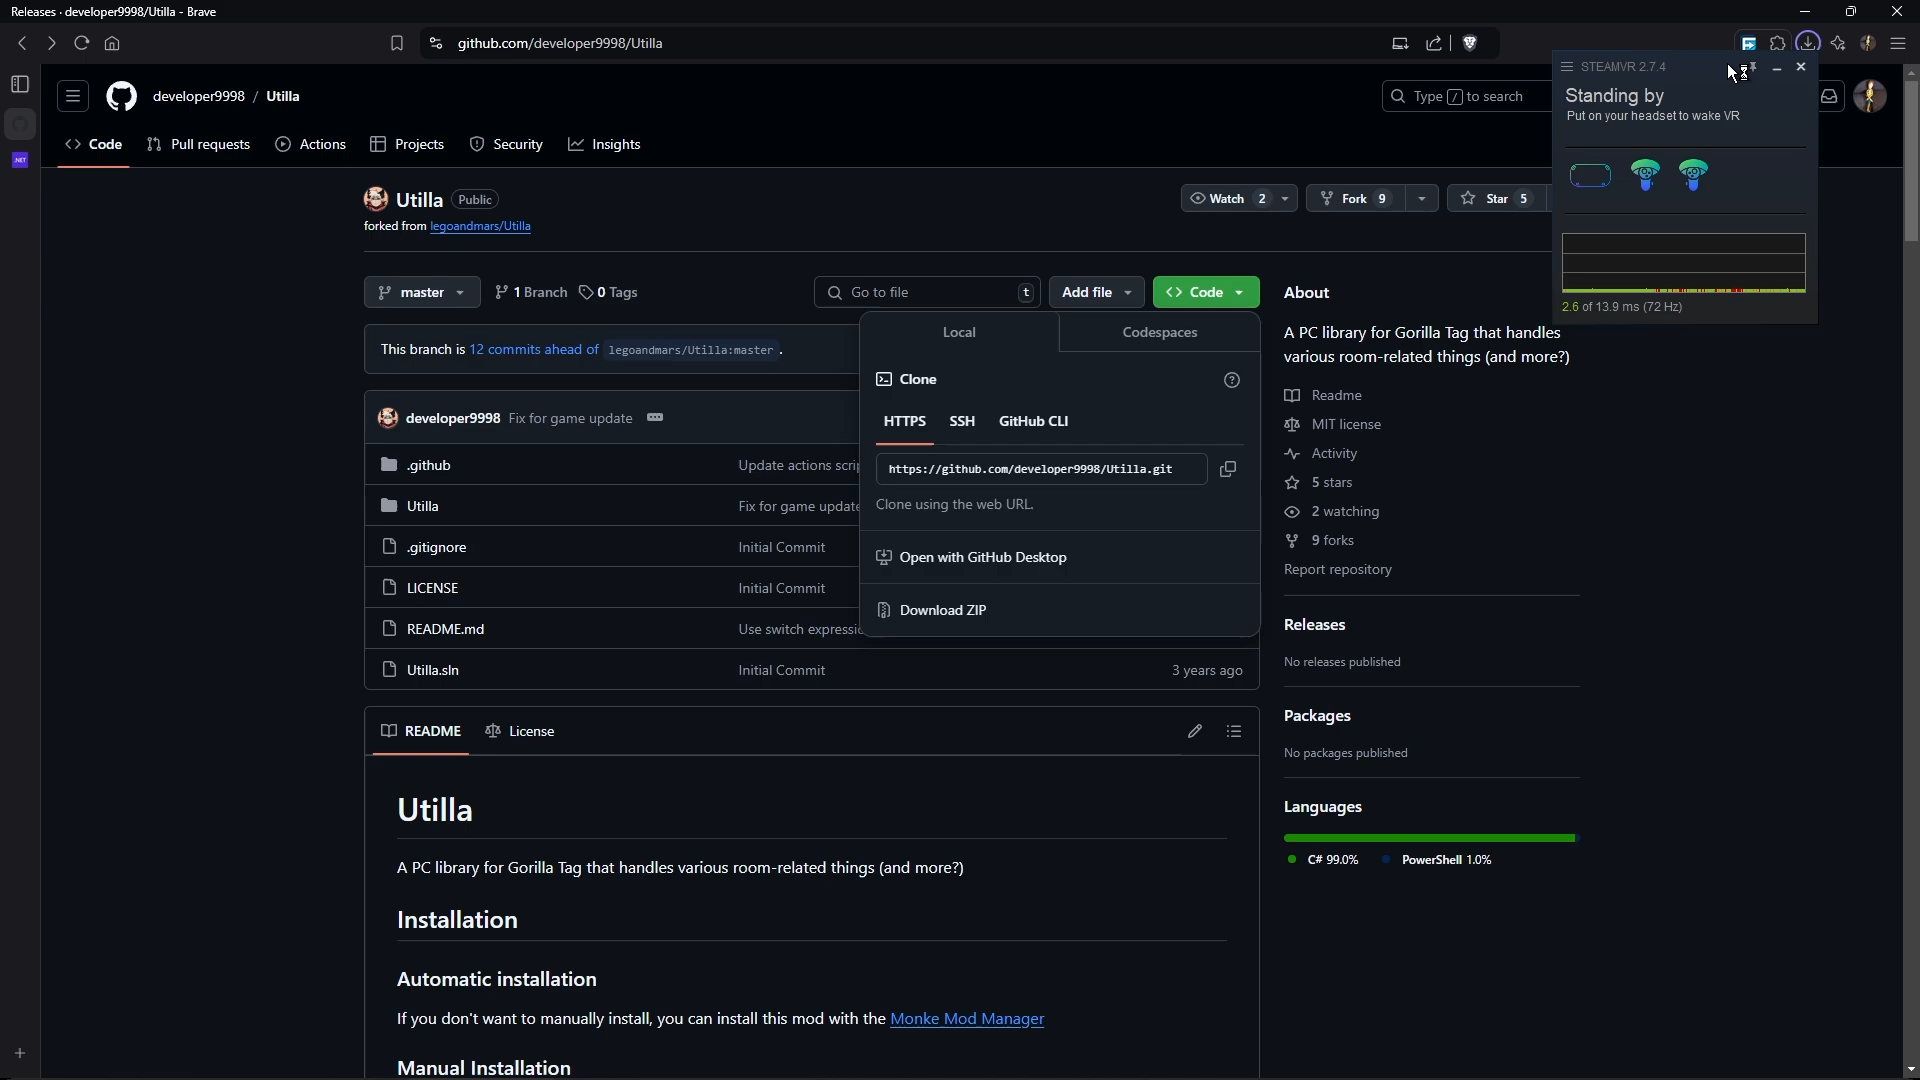 Releases · developer9998/Utilla - Brave
github.com/developer9998/Utilla
STEAMVR 2.7.4
Standing by
Put on your headset to wake VR
2.6 of 13.9 ms (72 Hz)
developer9998 / Utilla
Type / to search
Code
Pull requests
Actions
Projects
Security
Insights
.NET
Utilla Public
forked from legoandmars/Utilla
Watch 2
Fork 9
Star 5
master
1 Branch
0 Tags
Go to file t
Add file
Code
This branch is 12 commits ahead of legoandmars/Utilla:master .
developer9998 Fix for game update
.github Update actions scrip
Utilla Fix for game update
.gitignore Initial Commit
LICENSE Initial Commit
README.md Use switch expressi
Utilla.sln Initial Commit 3 years ago
Local
Codespaces
Clone
HTTPS
SSH
GitHub CLI
https://github.com/developer9998/Utilla.git
Clone using the web URL.
Open with GitHub Desktop
Download ZIP
README
License
Utilla
A PC library for Gorilla Tag that handles various room-related things (and more?)
Installation
Automatic installation
If you don't want to manually install, you can install this mod with the Monke Mod Manager
Manual Installation
About
A PC library for Gorilla Tag that handles
various room-related things (and more?)
Readme
MIT license
Activity
5 stars
2 watching
9 forks
Report repository
Releases
No releases published
Packages
No packages published
Languages
C# 99.0%
PowerShell 1.0%